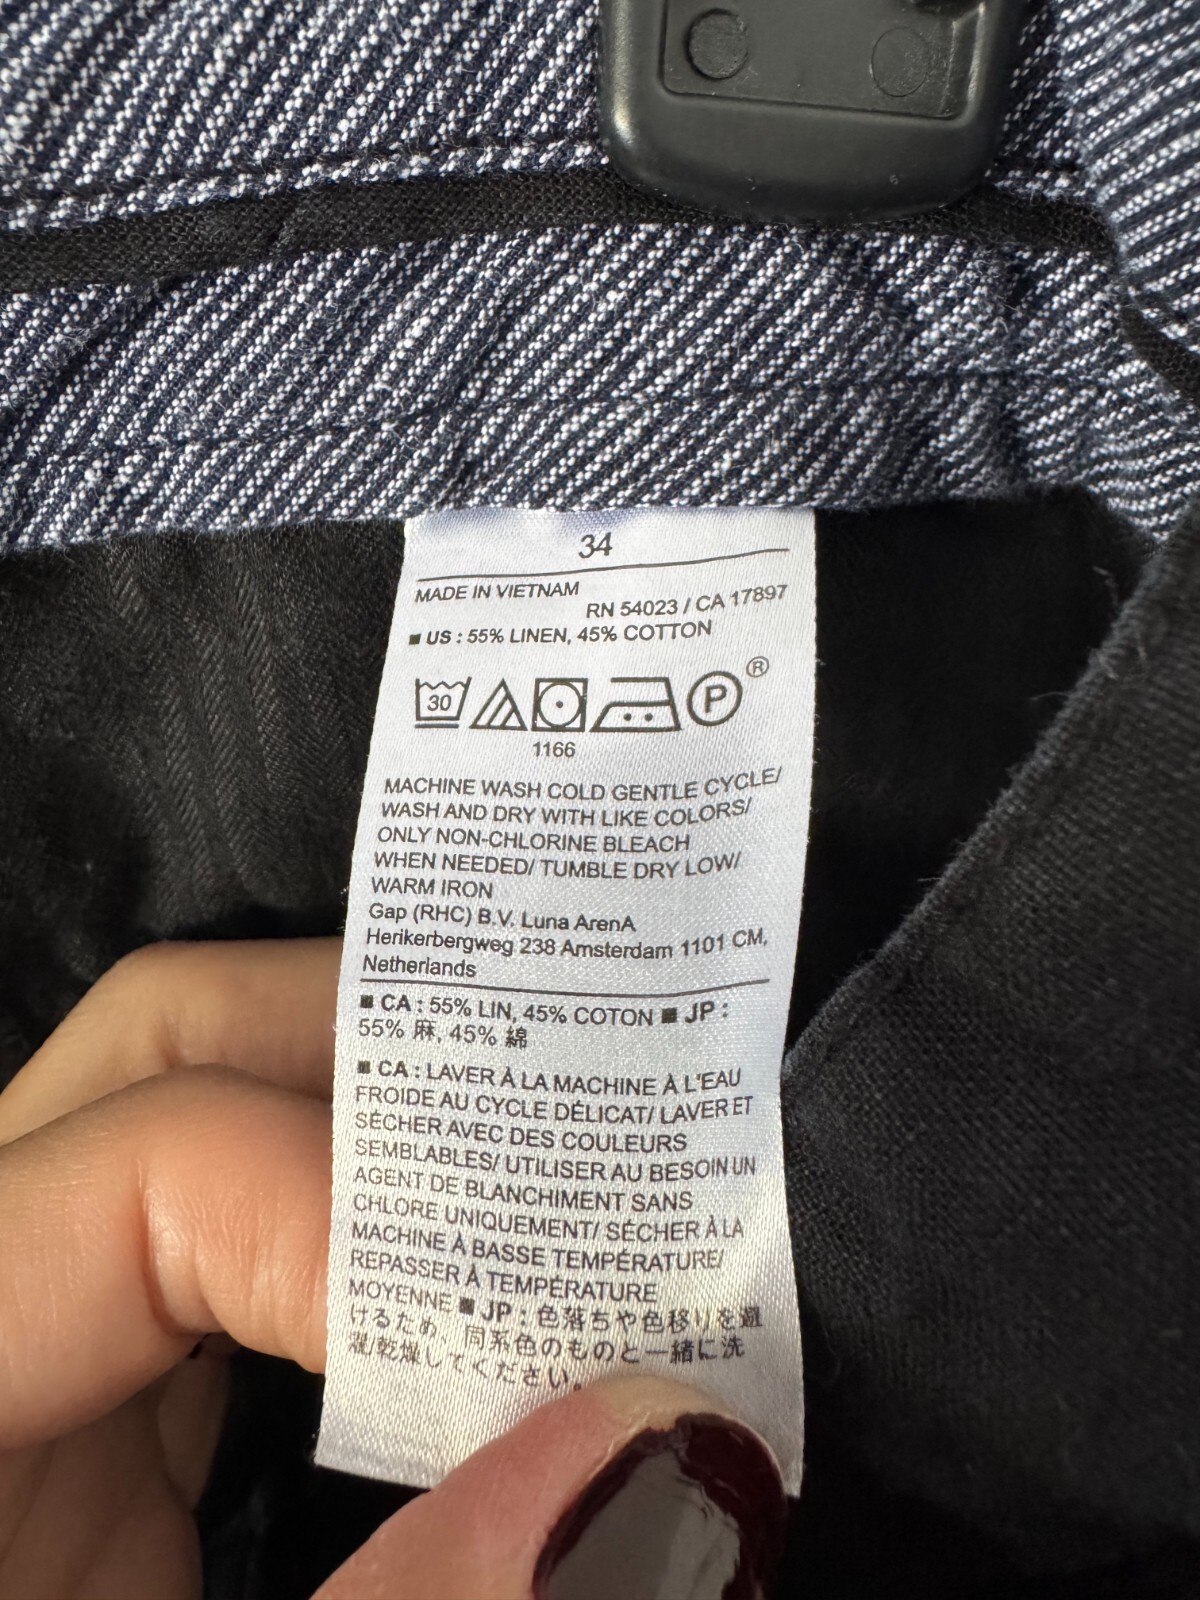 34
MADE IN VIETNAM
RN 54023 / CA 17897
■ US : 55% LINEN, 45% COTTON
30 P ®
1166
MACHINE WASH COLD GENTLE CYCLE/
WASH AND DRY WITH LIKE COLORS/
ONLY NON-CHLORINE BLEACH
WHEN NEEDED/ TUMBLE DRY LOW/
WARM IRON
Gap (RHC) B.V. Luna ArenA
Herikerbergweg 238 Amsterdam 1101 CM,
Netherlands
■ CA : 55% LIN, 45% COTON ■ JP :
55% 麻, 45% 綿
■ CA : LAVER À LA MACHINE À L'EAU
FROIDE AU CYCLE DÉLICAT/ LAVER ET
SÉCHER AVEC DES COULEURS
SEMBLABLES/ UTILISER AU BESOIN UN
AGENT DE BLANCHIMENT SANS
CHLORE UNIQUEMENT/ SÉCHER À LA
MACHINE À BASSE TEMPÉRATURE/
REPASSER À TEMPÉRATURE
MOYENNE ■ JP : 色落ちや色移りを避
けるため、同系色のものと一緒に洗
濯/乾燥してください。